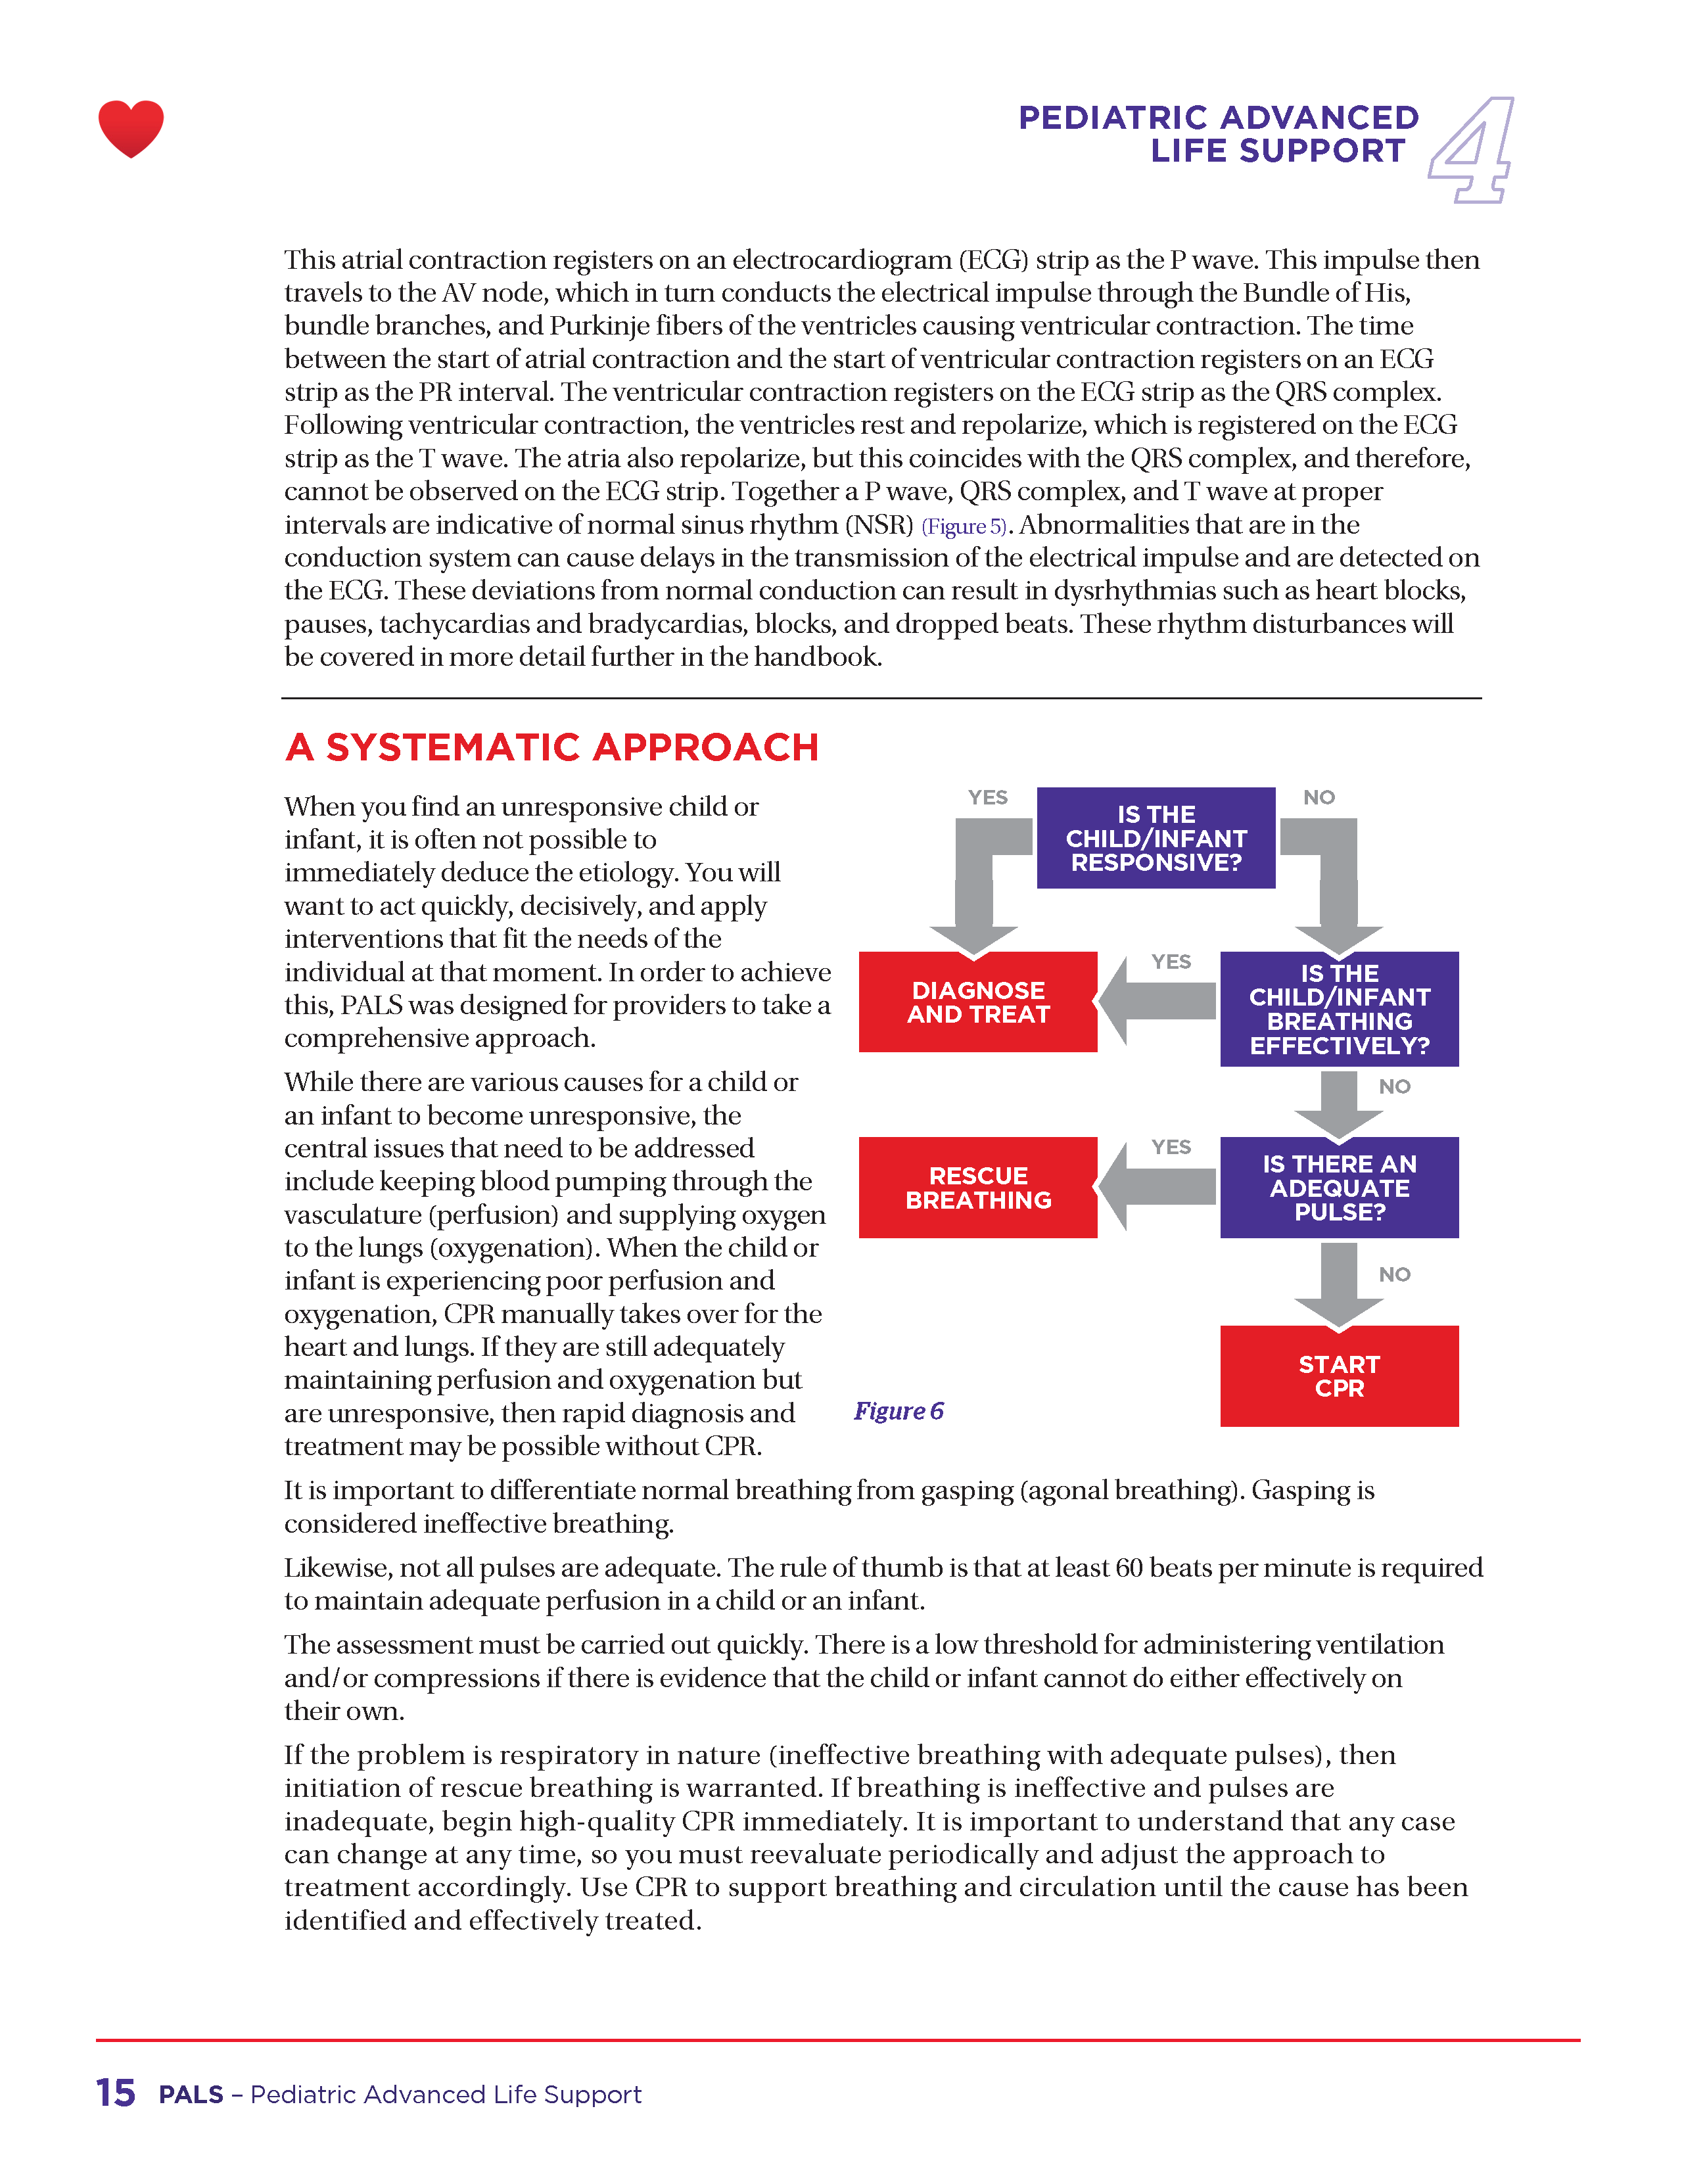 PEDIATRIC ADVANCED
LIFE SUPPORT
4
This atrial contraction registers on an electrocardiogram (ECG) strip as the P wave. This impulse then
travels to the AV node, which in turn conducts the electrical impulse through the Bundle of His,
bundle branches, and Purkinje fibers of the ventricles causing ventricular contraction. The time
between the start of atrial contraction and the start of ventricular contraction registers on an ECG
strip as the PR interval. The ventricular contraction registers on the ECG strip as the QRS complex.
Following ventricular contraction, the ventricles rest and repolarize, which is registered on the ECG
strip as the T wave. The atria also repolarize, but this coincides with the QRS complex, and therefore,
cannot be observed on the ECG strip. Together a P wave, QRS complex, and T wave at proper
intervals are indicative of normal sinus rhythm (NSR) (Figure 5). Abnormalities that are in the
conduction system can cause delays in the transmission of the electrical impulse and are detected on
the ECG. These deviations from normal conduction can result in dysrhythmias such as heart blocks,
pauses, tachycardias and bradycardias, blocks, and dropped beats. These rhythm disturbances will
be covered in more detail further in the handbook.
A SYSTEMATIC APPROACH
When you find an unresponsive child or
infant, it is often not possible to
immediately deduce the etiology. You will
want to act quickly, decisively, and apply
interventions that fit the needs of the
individual at that moment. In order to achieve
this, PALS was designed for providers to take a
comprehensive approach.
While there are various causes for a child or
an infant to become unresponsive, the
central issues that need to be addressed
include keeping blood pumping through the
vasculature (perfusion) and supplying oxygen
to the lungs (oxygenation). When the child or
infant is experiencing poor perfusion and
oxygenation, CPR manually takes over for the
heart and lungs. If they are still adequately
maintaining perfusion and oxygenation but
are unresponsive, then rapid diagnosis and
treatment may be possible without CPR.
YES
IS THE
CHILD/INFANT
RESPONSIVE?
NO
DIAGNOSE
AND TREAT
YES
IS THE
CHILD/INFANT
BREATHING
EFFECTIVELY?
NO
RESCUE
BREATHING
YES
IS THERE AN
ADEQUATE
PULSE?
NO
START
CPR
Figure 6
It is important to differentiate normal breathing from gasping (agonal breathing). Gasping is
considered ineffective breathing.
Likewise, not all pulses are adequate. The rule of thumb is that at least 60 beats per minute is required
to maintain adequate perfusion in a child or an infant.
The assessment must be carried out quickly. There is a low threshold for administering ventilation
and/or compressions if there is evidence that the child or infant cannot do either effectively on
their own.
If the problem is respiratory in nature (ineffective breathing with adequate pulses), then
initiation of rescue breathing is warranted. If breathing is ineffective and pulses are
inadequate, begin high-quality CPR immediately. It is important to understand that any case
can change at any time, so you must reevaluate periodically and adjust the approach to
treatment accordingly. Use CPR to support breathing and circulation until the cause has been
identified and effectively treated.
15 PALS – Pediatric Advanced Life Support